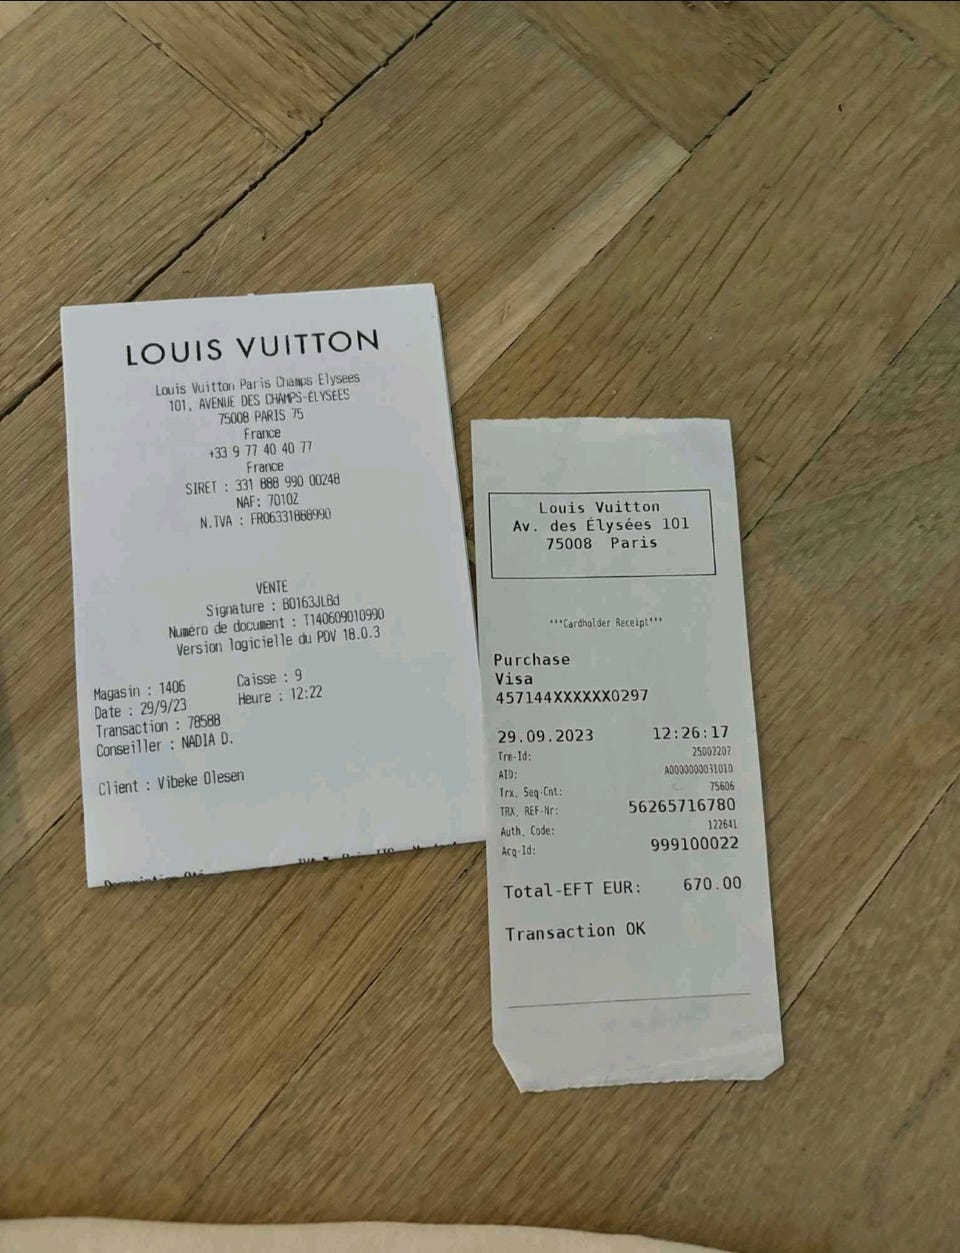 LOUIS VUITTON
Louis Vuitton Paris Champs Elysees
101, AVENUE DES CHAMPS-ÉLYSÉES
75008 PARIS 75
France
+33 9 77 40 40 77
France
SIRET : 331 888 990 00248
NAF: 7010Z
N.TVA : FR06331888990
VENTE
Signature : B0163JLBd
Numéro de document : T140609010990
Version logicielle du PDV 18.0.3
Magasin : 1406 Caisse : 9
Date : 29/9/23 Heure : 12:22
Transaction : 78588
Conseiller : NADIA D.
Client : Vibeke Olesen
Louis Vuitton
Av. des Élysées 101
75008 Paris
***Cardholder Receipt***
Purchase
Visa
457144XXXXXX0297
29.09.2023 12:26:17
Trm-Id: 25002207
AID: A0000000031010
Trx. Seq-Cnt: 75606
TRX. REF-Nr: 56265716780
Auth. Code: 122641
Acq-Id: 999100022
Total-EFT EUR: 670.00
Transaction OK